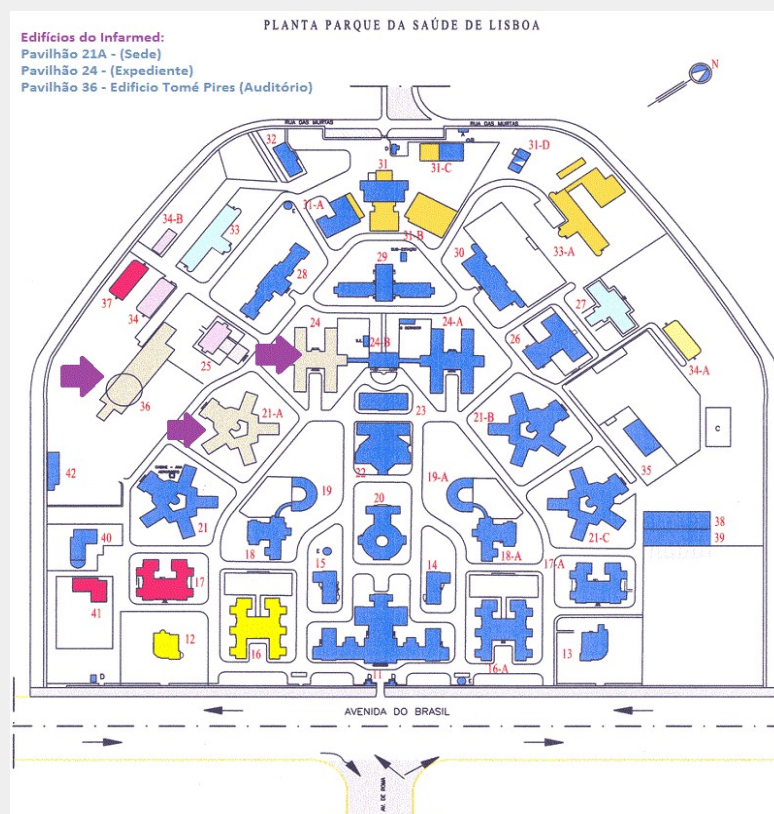 PLANTA PARQUE DA SAÚDE DE LISBOA
Edifícios do Infarmed:
Pavilhão 21A - (Sede)
Pavilhão 24 - (Expediente)
Pavilhão 36 - Edificio Tomé Pires (Auditório)
N
RUA DAS MURTAS
RUA DAS MURTAS
32
31
31-C
31-D
34-B
33
31-A
31-B
33-A
37
34
28
29
SUB-ESTAÇÃO
30
27
25
24
24-B
24-A
26
34-A
36
21-A
23
21-B
C
22
35
42
21
19
19-A
20
21-C
38
39
40
18
18-A
E
15
14
17
17-A
41
12
16
11
16-A
13
D
D
D
E
AVENIDA DO BRASIL
AV. DE ROMA